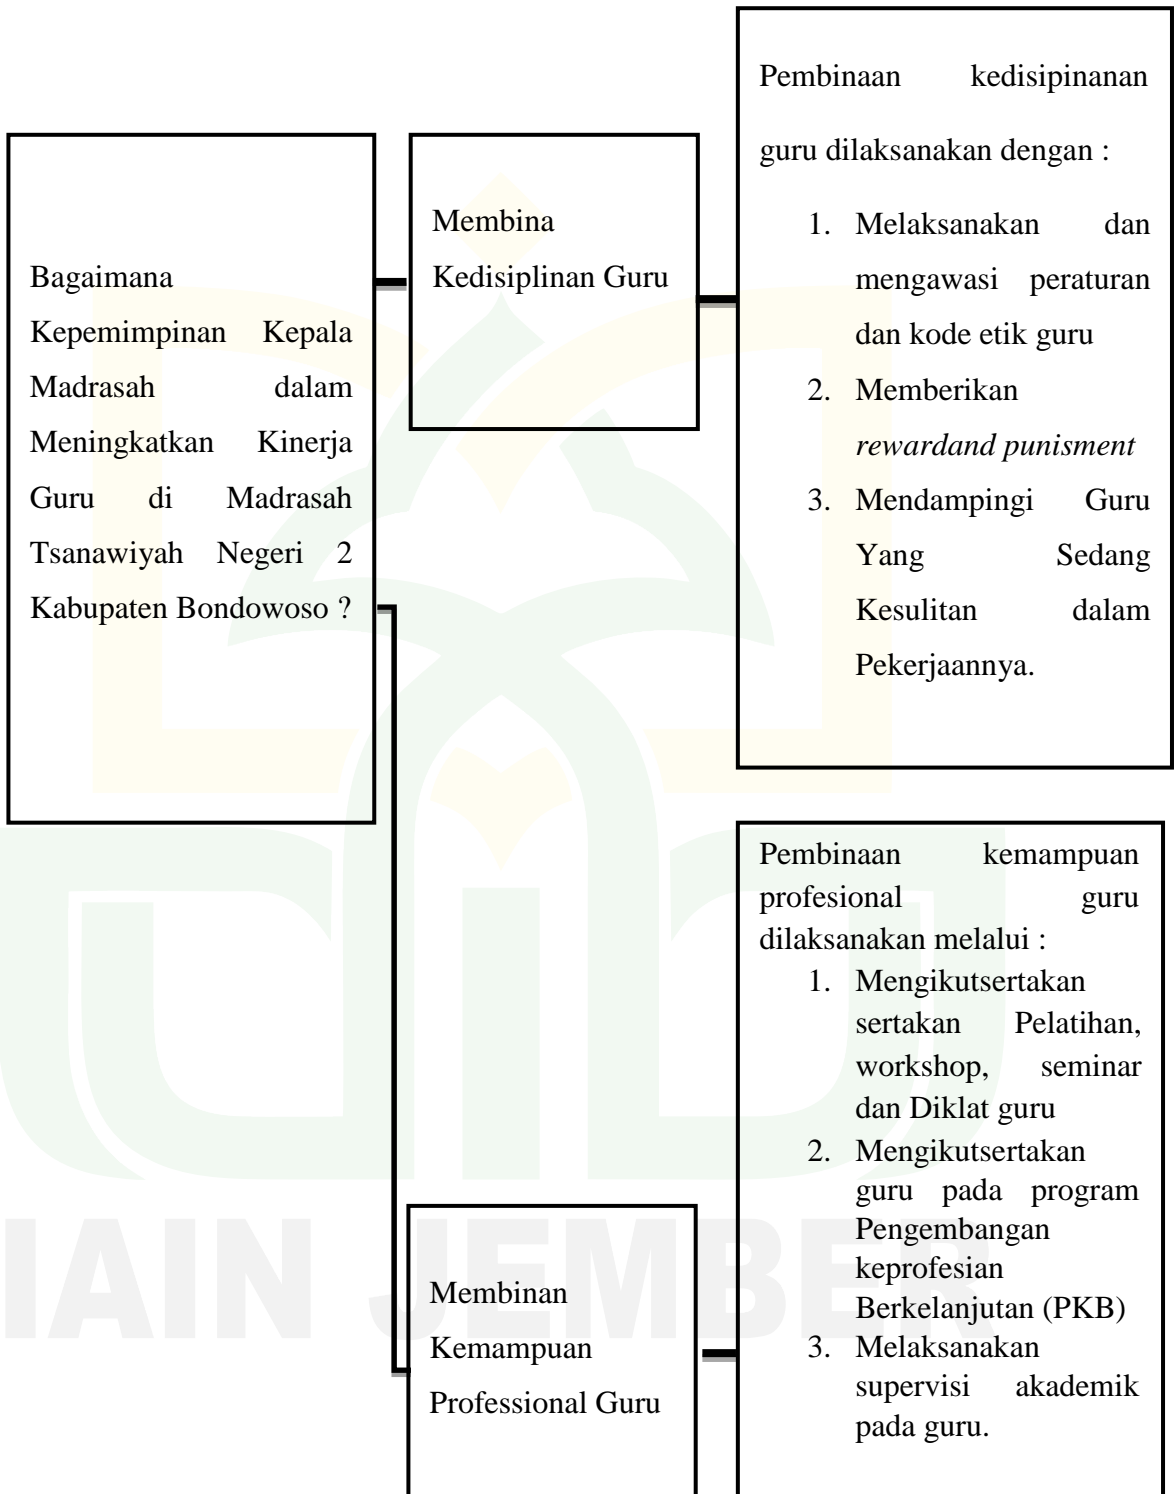 Bagaimana
Kepemimpinan Kepala
Madrasah dalam
Meningkatkan Kinerja
Guru di Madrasah
Tsanawiyah Negeri 2
Kabupaten Bondowoso ?
Membina
Kedisiplinan Guru
Pembinaan kedisipinanan
guru dilaksanakan dengan :
1. Melaksanakan dan
mengawasi peraturan
dan kode etik guru
2. Memberikan
rewardand punisment
3. Mendampingi Guru
Yang Sedang
Kesulitan dalam
Pekerjaannya.
Membinan
Kemampuan
Professional Guru
Pembinaan kemampuan
profesional guru
dilaksanakan melalui :
1. Mengikutsertakan
sertakan Pelatihan,
workshop, seminar
dan Diklat guru
2. Mengikutsertakan
guru pada program
Pengembangan
keprofesian
Berkelanjutan (PKB)
3. Melaksanakan
supervisi akademik
pada guru.
IAIN JEMBER